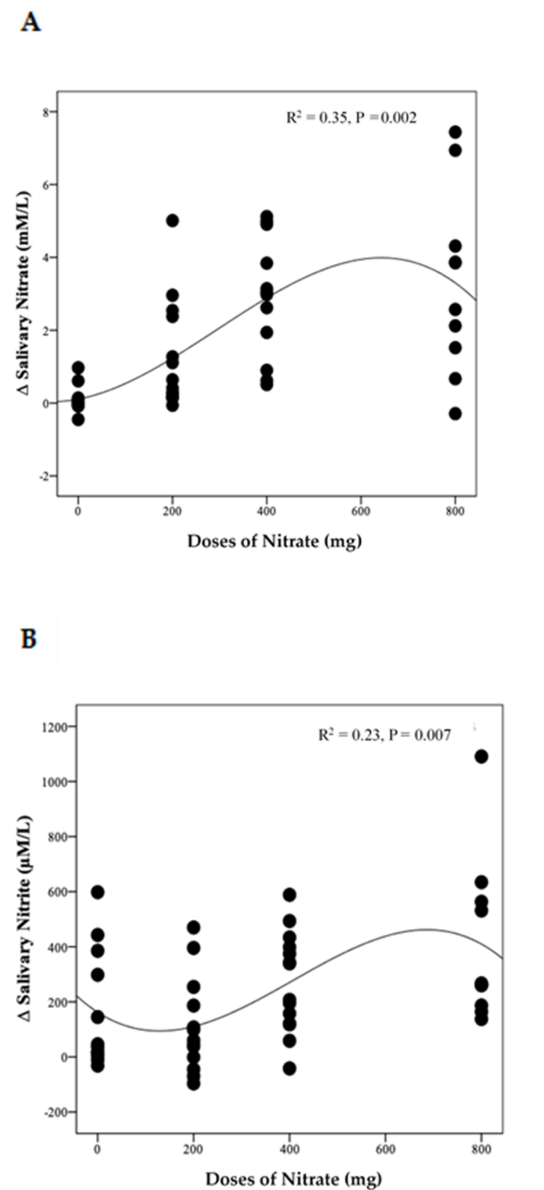 A
R² = 0.35, P =0.002
Δ Salivary Nitrate (mM/L)
8
6
4
2
0
-2
0 200 400 600 800
Doses of Nitrate (mg)
B
R² = 0.23, P = 0.007
Δ Salivary Nitrite (µM/L)
1200
1000
800
600
400
200
0
-200
0 200 400 600 800
Doses of Nitrate (mg)